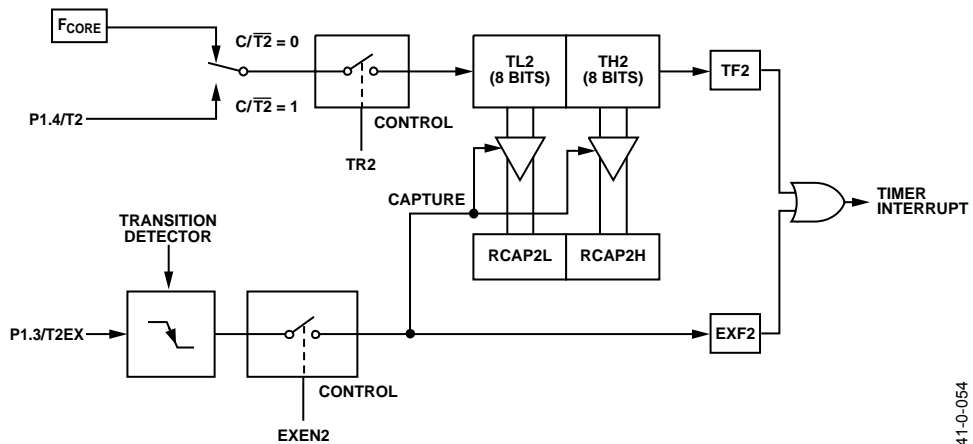 FCORE
C/T2 = 0
C/T2 = 1
P1.4/T2
CONTROL
TR2
TL2
(8 BITS)
TH2
(8 BITS)
TF2
CAPTURE
TIMER
INTERRUPT
TRANSITION
DETECTOR
RCAP2L
RCAP2H
P1.3/T2EX
EXF2
CONTROL
EXEN2
41-0-054